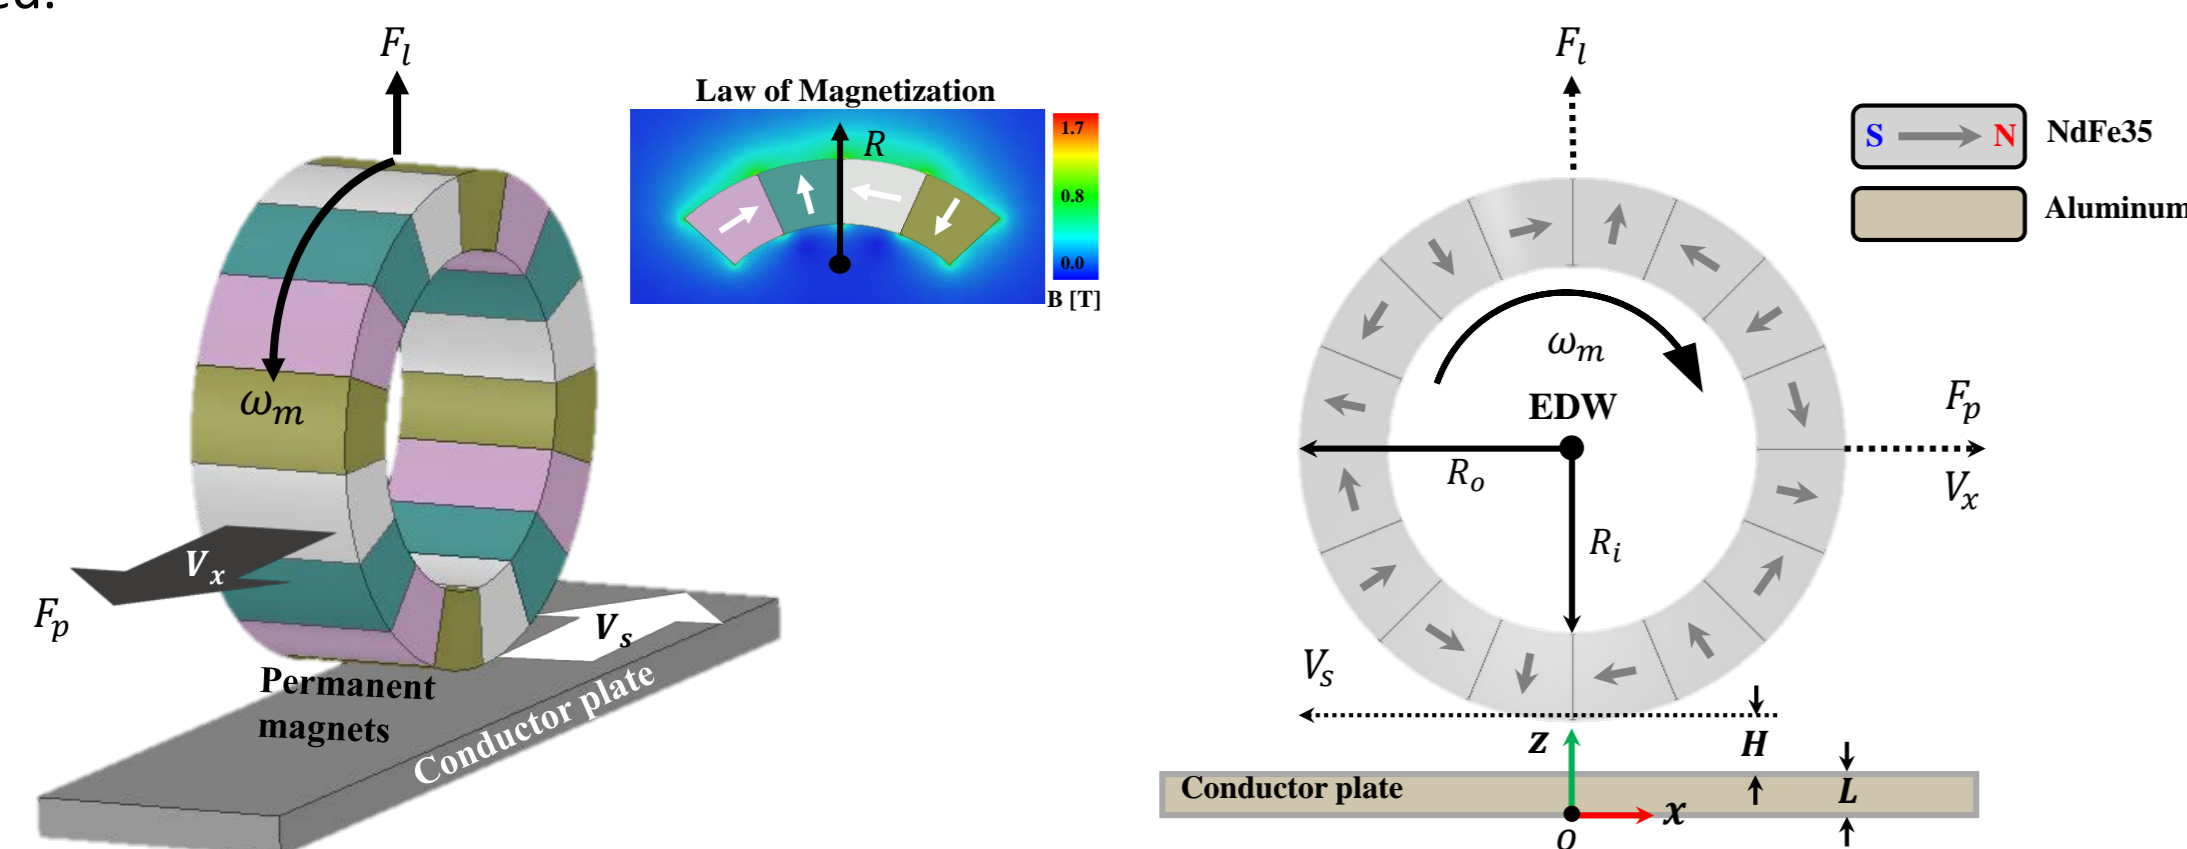 ed.
F_l
ω_m
V_x
F_p
V_s
Permanent
magnets
Conductor plate
Law of Magnetization
R
1.7
0.8
0.0
B [T]
F_l
S N NdFe35
Aluminum
ω_m
EDW
F_p
R_o
V_x
R_i
V_s
z
H
Conductor plate
L
x
o